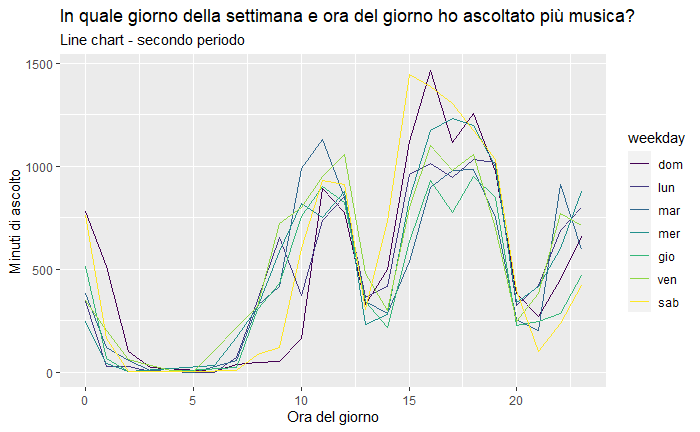 In quale giorno della settimana e ora del giorno ho ascoltato più musica?
Line chart - secondo periodo
1500
1000
500
0
Minuti di ascolto
0
5
10
15
20
Ora del giorno
weekday
dom
lun
mar
mer
gio
ven
sab